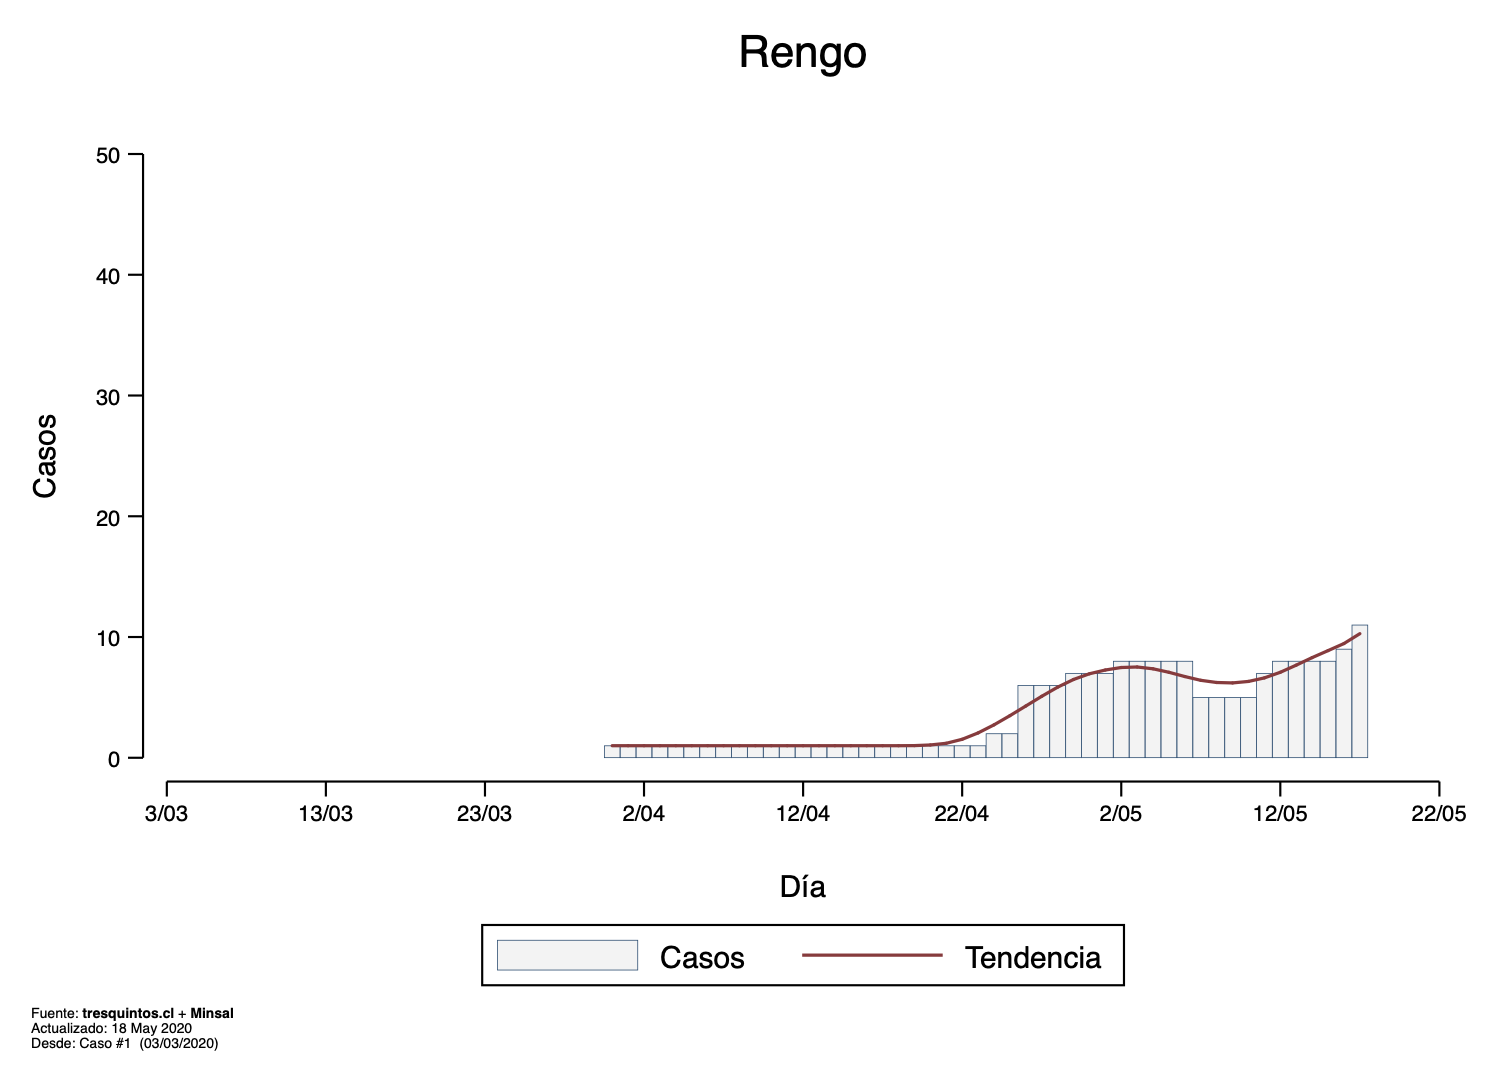 Rengo
50
40
30
20
10
0
Casos
3/03 13/03 23/03 2/04 12/04 22/04 2/05 12/05 22/05
Día
Casos Tendencia
Fuente: tresquintos.cl + Minsal
Actualizado: 18 May 2020
Desde: Caso #1 (03/03/2020)